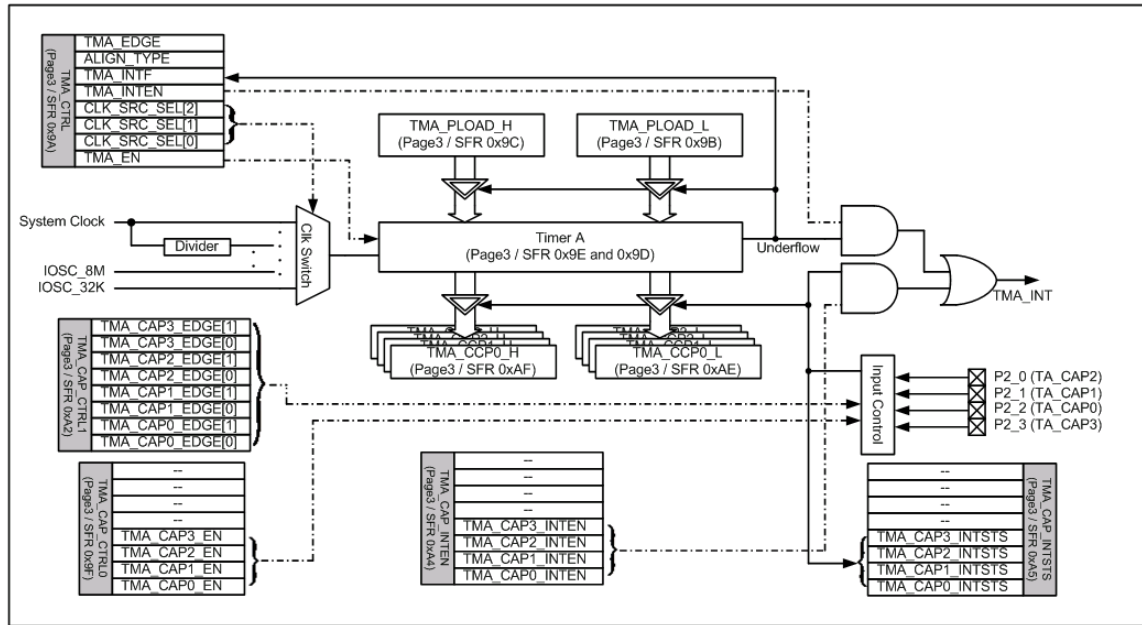 TMA_CTRL
(Page3 / SFR 0x9A)
TMA_EDGE
ALIGN_TYPE
TMA_INTF
TMA_INTEN
CLK_SRC_SEL[2]
CLK_SRC_SEL[1]
CLK_SRC_SEL[0]
TMA_EN
TMA_PLOAD_H
(Page3 / SFR 0x9C)
TMA_PLOAD_L
(Page3 / SFR 0x9B)
System Clock
Divider
IOSC_8M
IOSC_32K
Clk Switch
Timer A
(Page3 / SFR 0x9E and 0x9D)
Underflow
TMA_INT
TMA_CCP0_H
(Page3 / SFR 0xAF)
TMA_CCP0_L
(Page3 / SFR 0xAE)
TMA_CAP_CTRL1
(Page3 / SFR 0xA2)
TMA_CAP3_EDGE[1]
TMA_CAP3_EDGE[0]
TMA_CAP2_EDGE[1]
TMA_CAP2_EDGE[0]
TMA_CAP1_EDGE[1]
TMA_CAP1_EDGE[0]
TMA_CAP0_EDGE[1]
TMA_CAP0_EDGE[0]
Input Control
P2_0 (TA_CAP2)
P2_1 (TA_CAP1)
P2_2 (TA_CAP0)
P2_3 (TA_CAP3)
TMA_CAP_CTRL0
(Page3 / SFR 0x9F)
--
--
--
--
TMA_CAP3_EN
TMA_CAP2_EN
TMA_CAP1_EN
TMA_CAP0_EN
TMA_CAP_INTEN
(Page3 / SFR 0xA4)
--
--
--
--
TMA_CAP3_INTEN
TMA_CAP2_INTEN
TMA_CAP1_INTEN
TMA_CAP0_INTEN
--
--
--
--
TMA_CAP3_INTSTS
TMA_CAP2_INTSTS
TMA_CAP1_INTSTS
TMA_CAP0_INTSTS
TMA_CAP_INTSTS
(Page3 / SFR 0xA5)